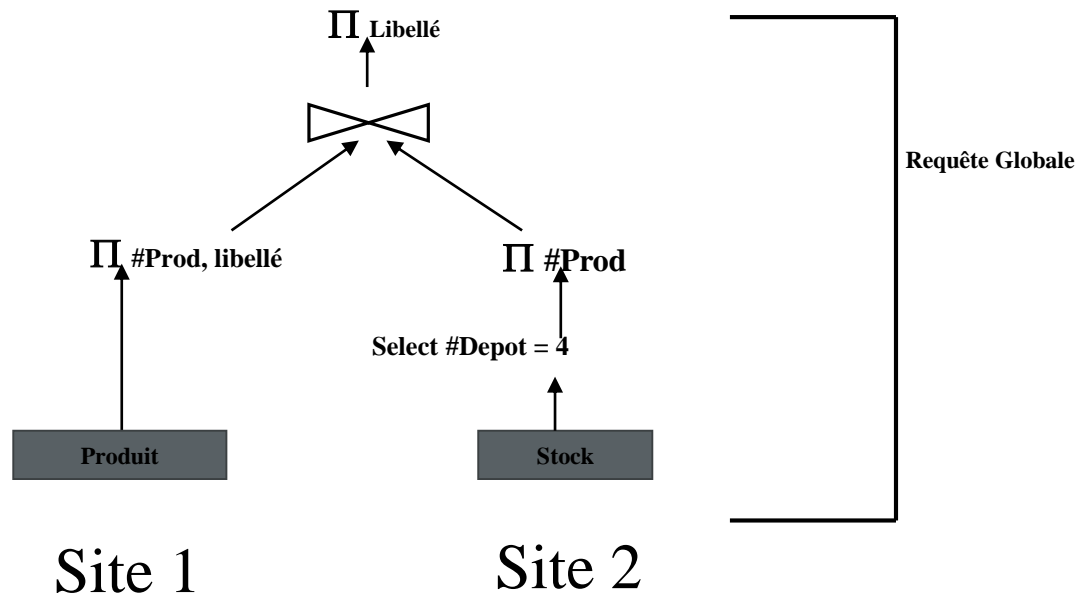 Π Libellé
Requête Globale
Π #Prod, libellé
Π #Prod
Select #Depot = 4
Produit
Stock
Site 1
Site 2